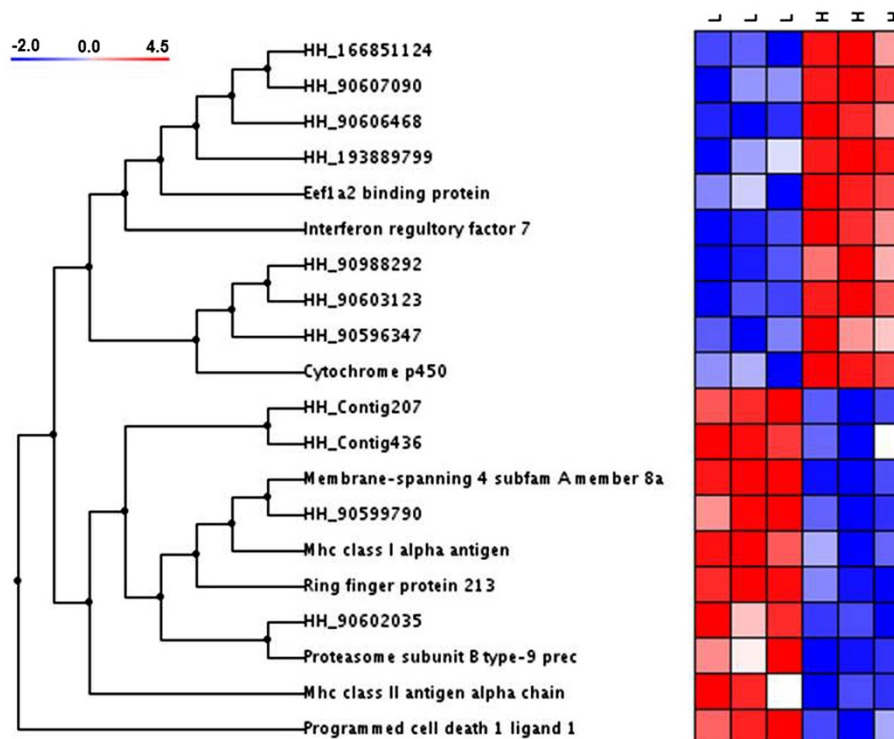 L L L H H H
-2.0 0.0 4.5
HH_166851124
HH_90607090
HH_90606468
HH_193889799
Eef1a2 binding protein
Interferon regultory factor 7
HH_90988292
HH_90603123
HH_90596347
Cytochrome p450
HH_Contig207
HH_Contig436
Membrane-spanning 4 subfam A member 8a
HH_90599790
Mhc class I alpha antigen
Ring finger protein 213
HH_90602035
Proteasome subunit B type-9 prec
Mhc class II antigen alpha chain
Programmed cell death 1 ligand 1